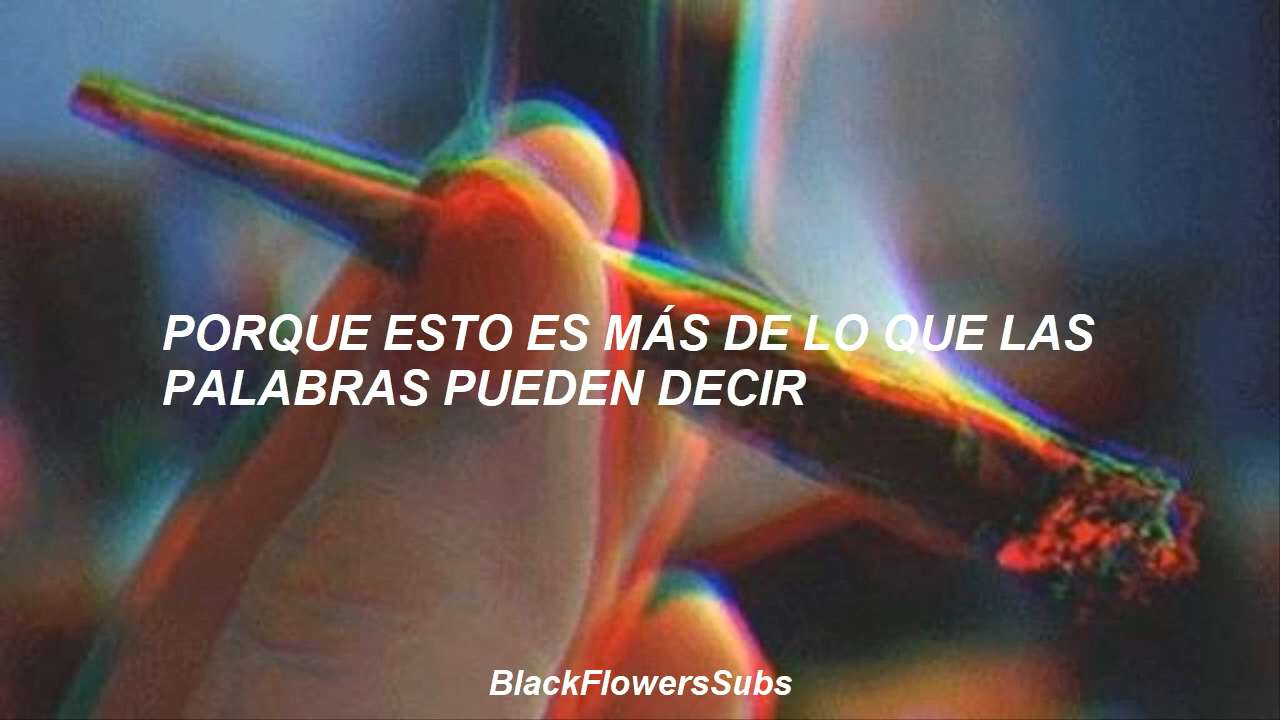 PORQUE ESTO ES MÁS DE LO QUE LAS
PALABRAS PUEDEN DECIR
BlackFlowersSubs